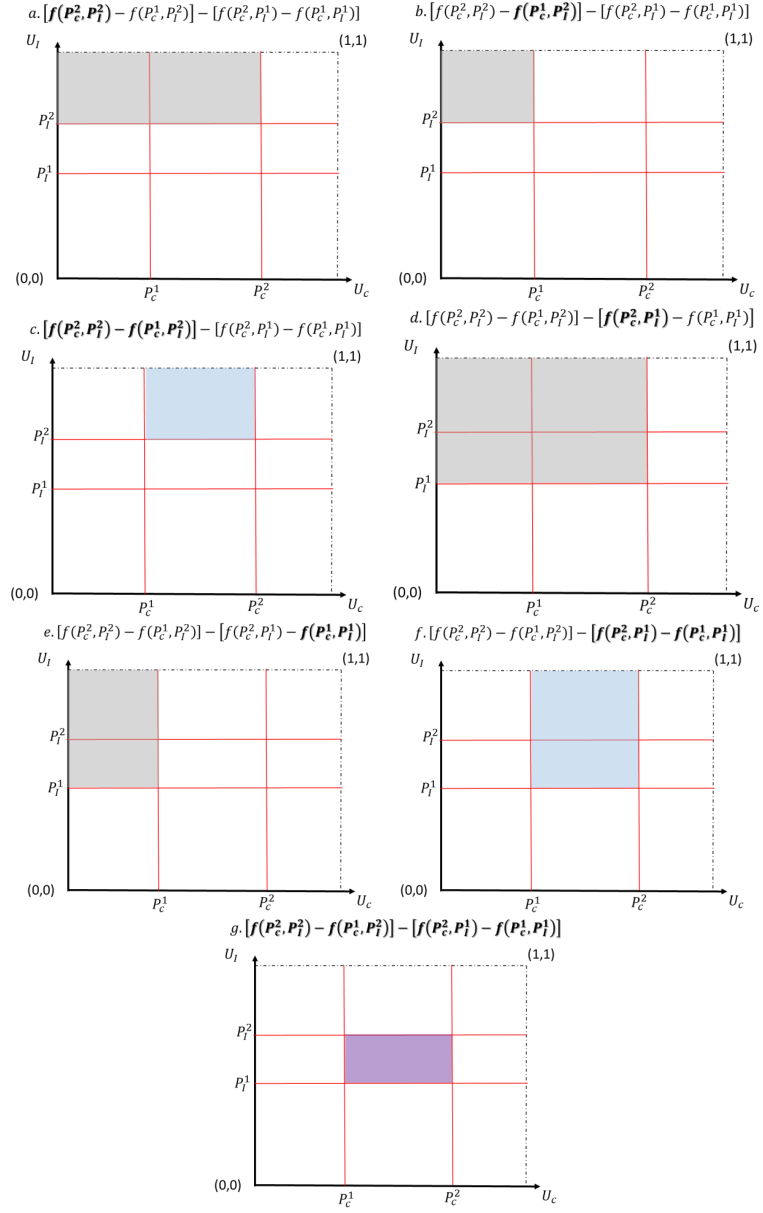 a. [f(P_c^2, P_I^2) − f(P_c^1, P_I^2)] − [f(P_c^2, P_I^1) − f(P_c^1, P_I^1)]
U_I
(1,1)
P_I^2
P_I^1
(0,0)
P_c^1
P_c^2
U_c
b. [f(P_c^2, P_I^2) − f(P_c^1, P_I^2)] − [f(P_c^2, P_I^1) − f(P_c^1, P_I^1)]
U_I
(1,1)
P_I^2
P_I^1
(0,0)
P_c^1
P_c^2
U_c
c. [f(P_c^2, P_I^2) − f(P_c^1, P_I^2)] − [f(P_c^2, P_I^1) − f(P_c^1, P_I^1)]
U_I
(1,1)
P_I^2
P_I^1
(0,0)
P_c^1
P_c^2
U_c
d. [f(P_c^2, P_I^2) − f(P_c^1, P_I^2)] − [f(P_c^2, P_I^1) − f(P_c^1, P_I^1)]
U_I
(1,1)
P_I^2
P_I^1
(0,0)
P_c^1
P_c^2
U_c
e. [f(P_c^2, P_I^2) − f(P_c^1, P_I^2)] − [f(P_c^2, P_I^1) − f(P_c^1, P_I^1)]
U_I
(1,1)
P_I^2
P_I^1
(0,0)
P_c^1
P_c^2
U_c
f. [f(P_c^2, P_I^2) − f(P_c^1, P_I^2)] − [f(P_c^2, P_I^1) − f(P_c^1, P_I^1)]
U_I
(1,1)
P_I^2
P_I^1
(0,0)
P_c^1
P_c^2
U_c
g. [f(P_c^2, P_I^2) − f(P_c^1, P_I^2)] − [f(P_c^2, P_I^1) − f(P_c^1, P_I^1)]
U_I
(1,1)
P_I^2
P_I^1
(0,0)
P_c^1
P_c^2
U_c